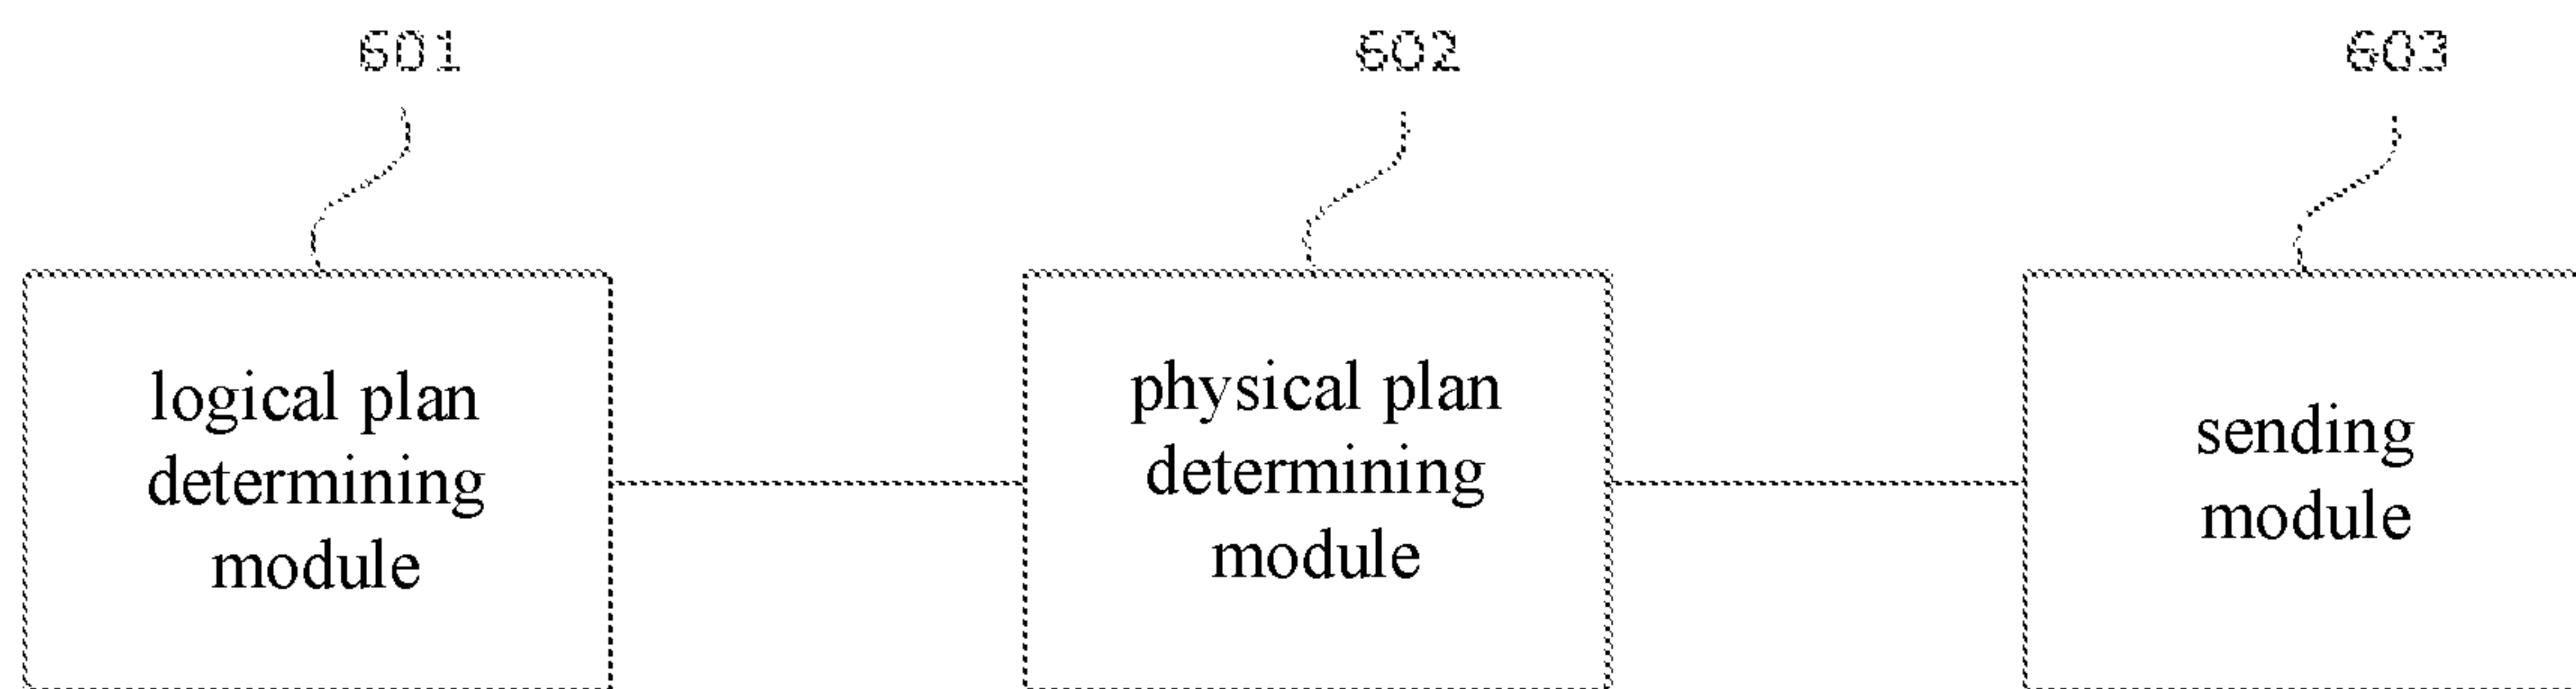 601
602
603
logical plan
determining
module
physical plan
determining
module
sending
module